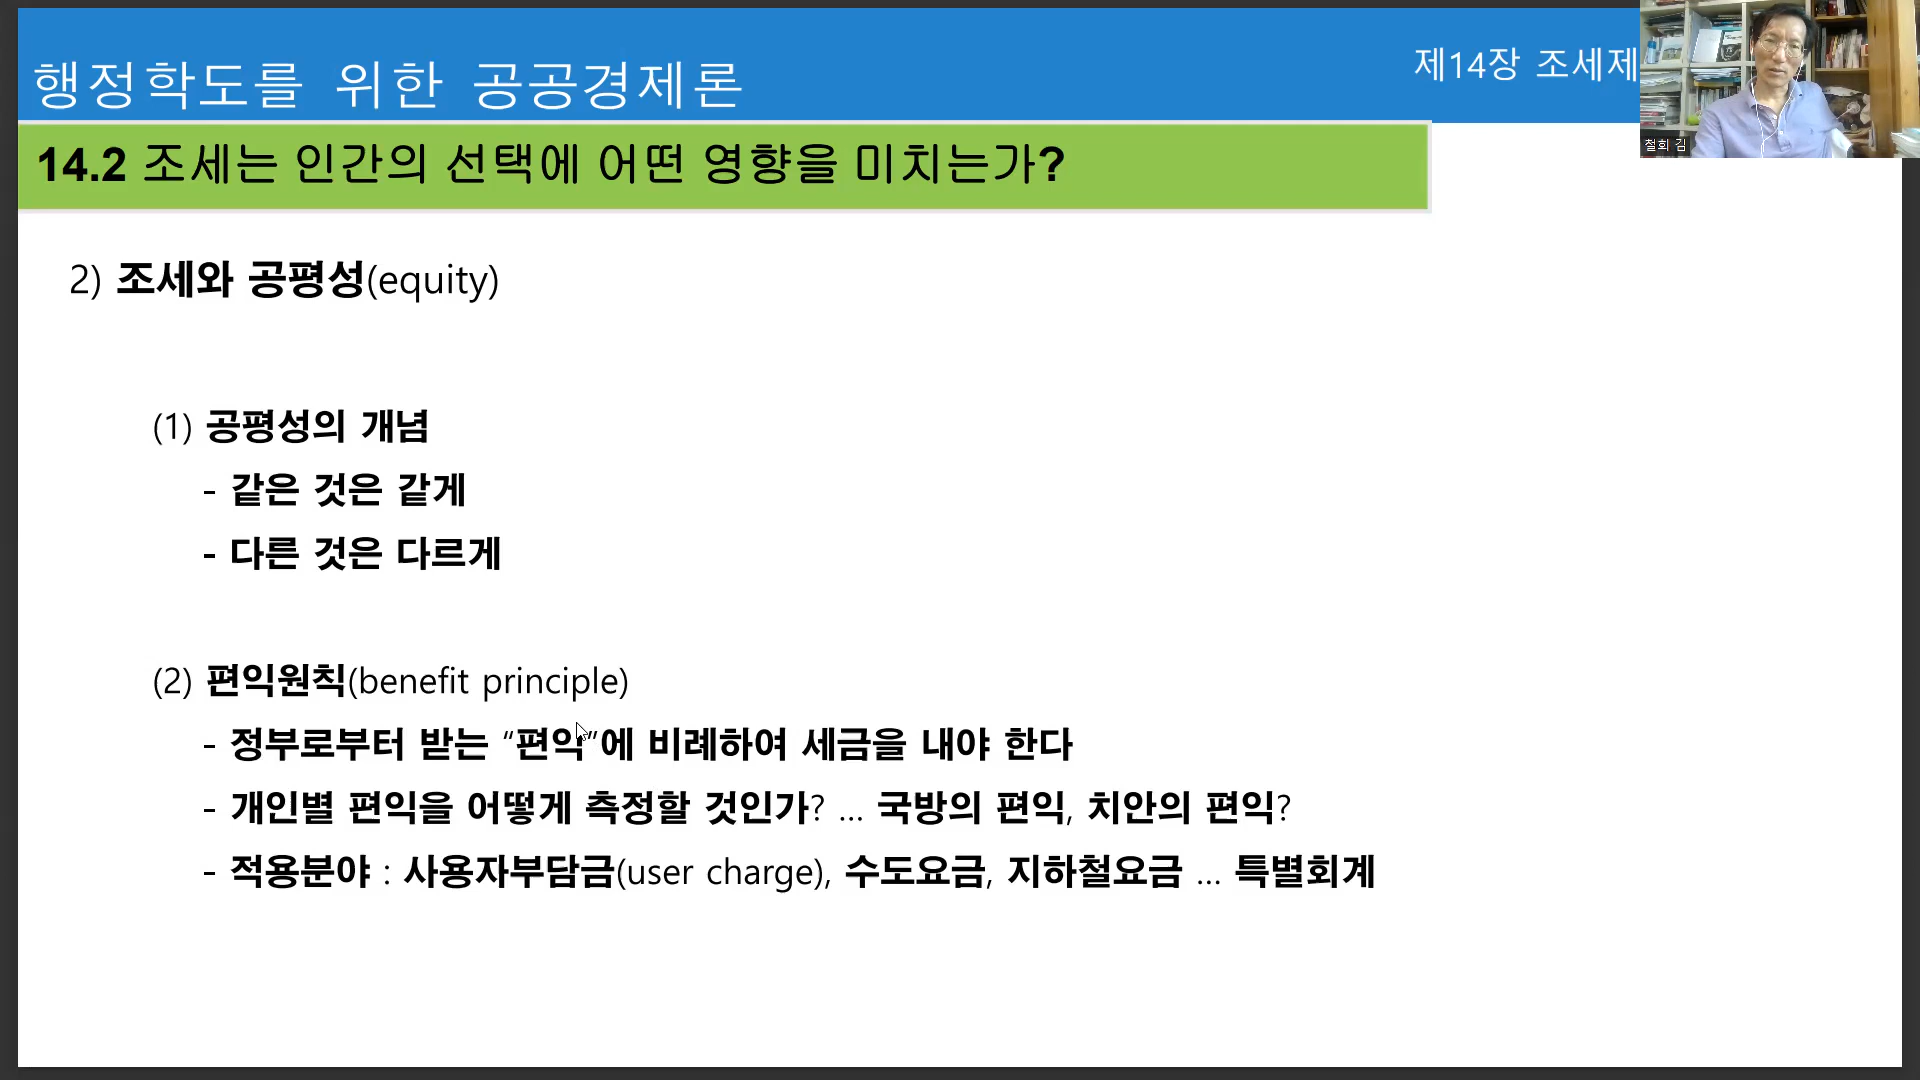 행정학도를 위한 공공경제론
제14장 조세제
철회 김
14.2 조세는 인간의 선택에 어떤 영향을 미치는가?
2) 조세와 공평성(equity)
(1) 공평성의 개념
- 같은 것은 같게
- 다른 것은 다르게
(2) 편익원칙(benefit principle)
- 정부로부터 받는 “편익”에 비례하여 세금을 내야 한다
- 개인별 편익을 어떻게 측정할 것인가? ... 국방의 편익, 치안의 편익?
- 적용분야 : 사용자부담금(user charge), 수도요금, 지하철요금 ... 특별회계